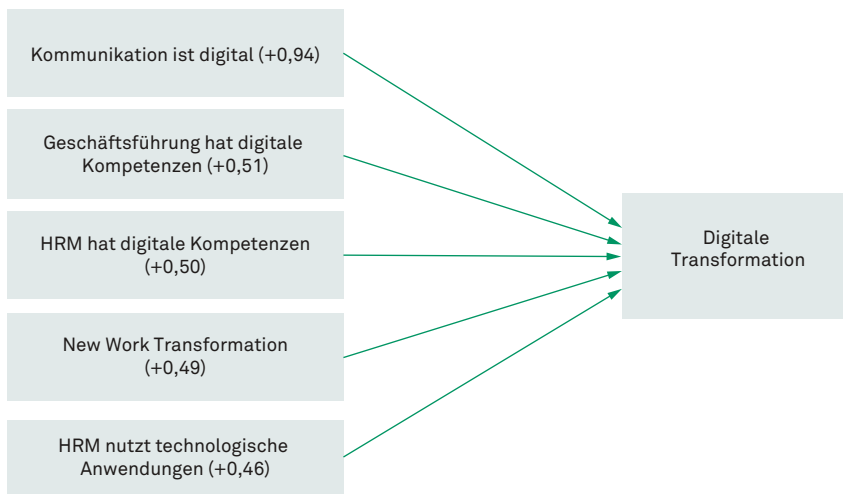 Kommunikation ist digital (+0,94)
Geschäftsführung hat digitale
Kompetenzen (+0,51)
HRM hat digitale Kompetenzen
(+0,50)
New Work Transformation
(+0,49)
HRM nutzt technologische
Anwendungen (+0,46)
Digitale
Transformation